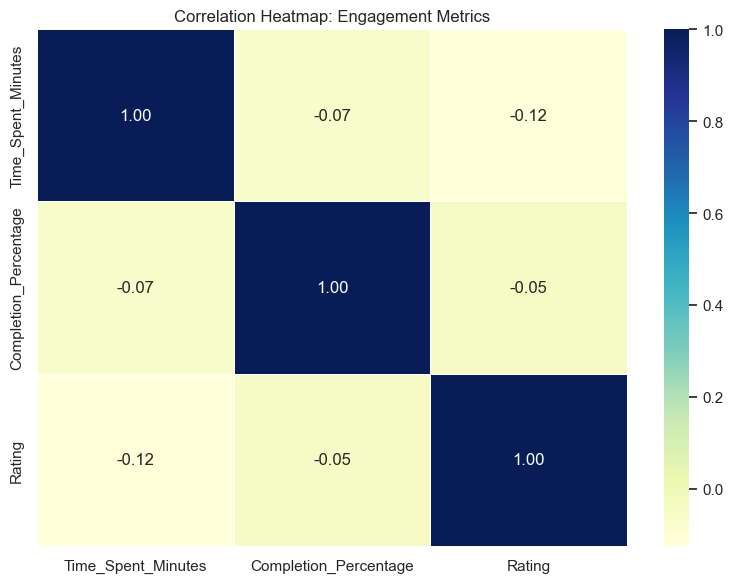 Correlation Heatmap: Engagement Metrics
Time_Spent_Minutes
1.00
-0.07
-0.12
Completion_Percentage
-0.07
1.00
-0.05
Rating
-0.12
-0.05
1.00
Time_Spent_Minutes
Completion_Percentage
Rating
1.0
0.8
0.6
0.4
0.2
0.0